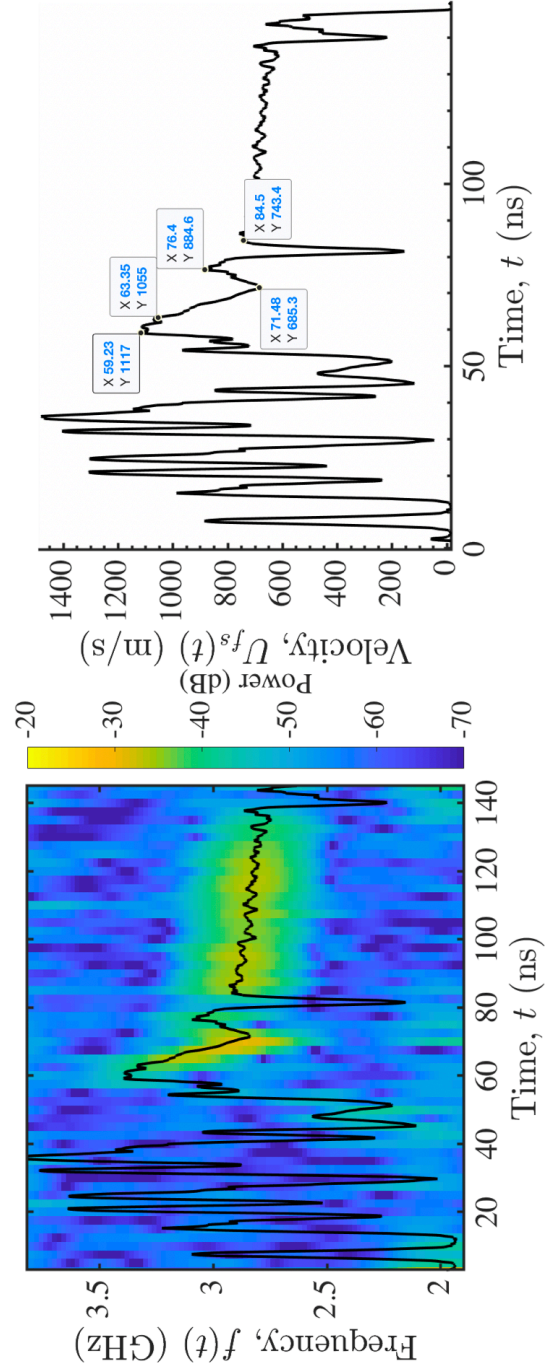 Frequency, f(t) (GHz)
3.5
3
2.5
2
20
40
60
80
100
120
140
Time, t (ns)
-20
-30
-40
-50
-60
-70
Power (dB)
Velocity, U_fs(t) (m/s)
1400
1200
1000
800
600
400
200
0
0
50
100
Time, t (ns)
X 59.23
Y 1117
X 63.35
Y 1055
X 76.4
Y 884.6
X 71.48
Y 685.3
X 84.5
Y 743.4